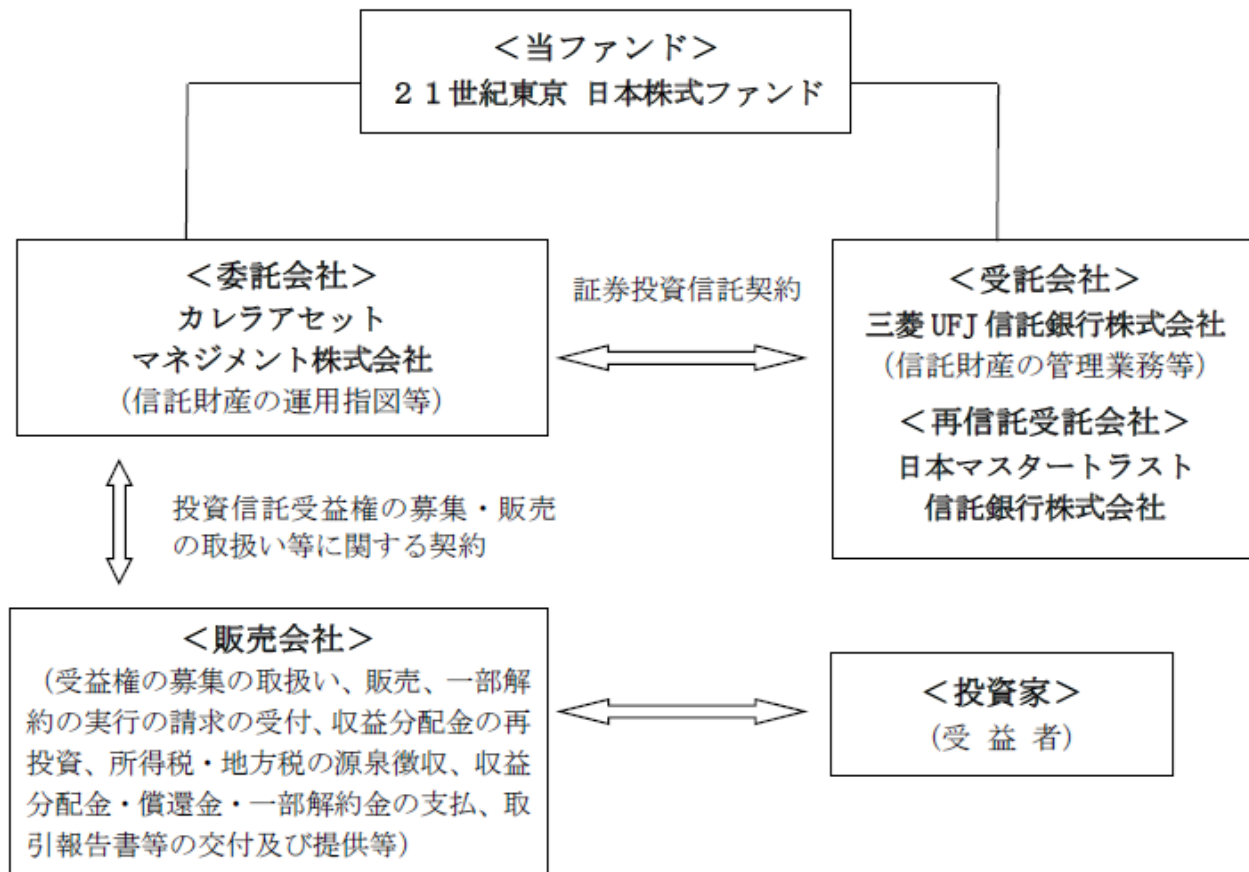 ＜当ファンド＞
２１世紀東京 日本株式ファンド
＜委託会社＞
カレラアセット
マネジメント株式会社
（信託財産の運用指図等）
証券投資信託契約
＜受託会社＞
三菱 UFJ 信託銀行株式会社
（信託財産の管理業務等）
＜再信託受託会社＞
日本マスタートラスト
信託銀行株式会社
投資信託受益権の募集・販売
の取扱い等に関する契約
＜販売会社＞
（受益権の募集の取扱い、販売、一部解
約の実行の請求の受付、収益分配金の再
投資、所得税・地方税の源泉徴収、収益
分配金・償還金・一部解約金の支払、取
引報告書等の交付及び提供等）
＜投資家＞
（受 益 者）